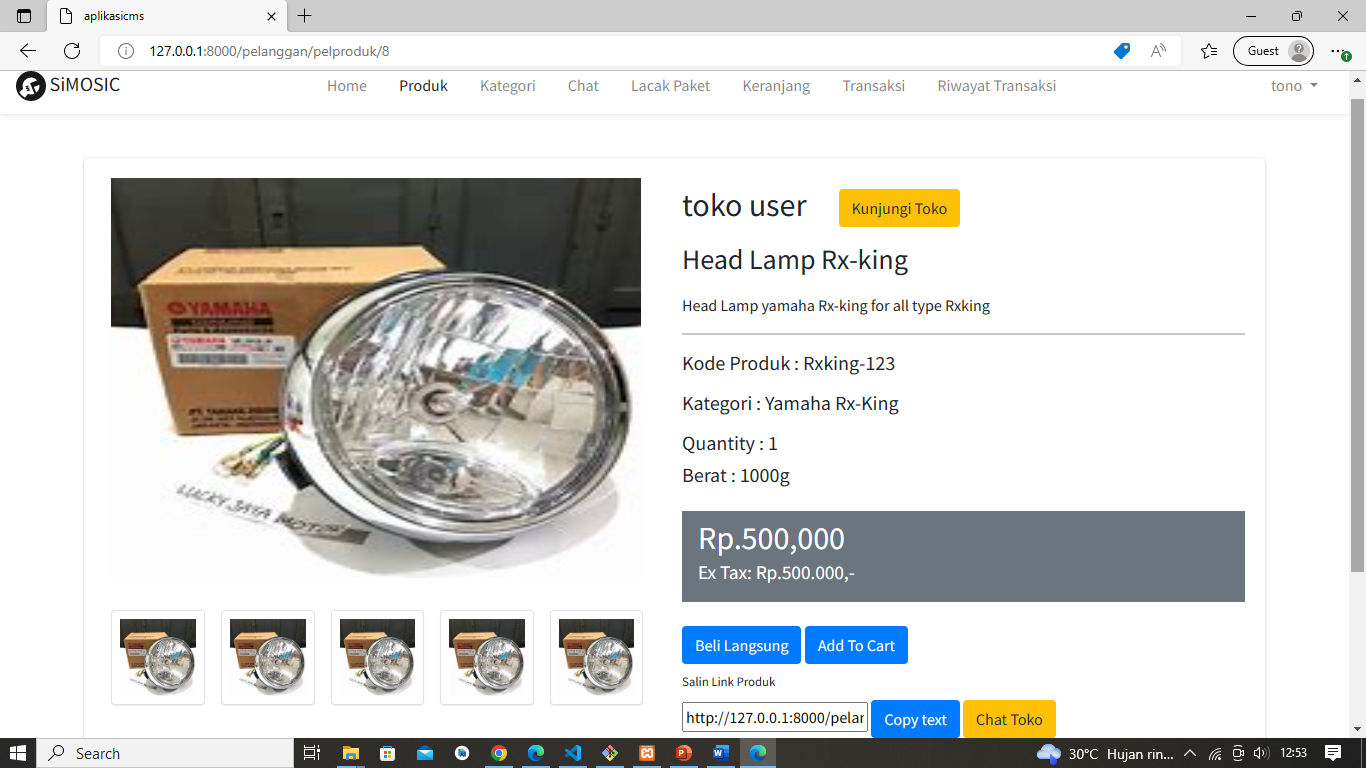 aplikasicms
127.0.0.1:8000/pelanggan/pelproduk/8
Guest
SiMOSIC
Home Produk Kategori Chat Lacak Paket Keranjang Transaksi Riwayat Transaksi tono
YAMAHA
YAMAHA
LUCKY JAYA MOTOR
toko user Kunjungi Toko
Head Lamp Rx-king
Head Lamp yamaha Rx-king for all type Rxking
Kode Produk : Rxking-123
Kategori : Yamaha Rx-King
Quantity : 1
Berat : 1000g
Rp.500,000
Ex Tax: Rp.500.000,-
Beli Langsung Add To Cart
Salin Link Produk
http://127.0.0.1:8000/pelan Copy text Chat Toko
Search 30°C Hujan rin... 12:53